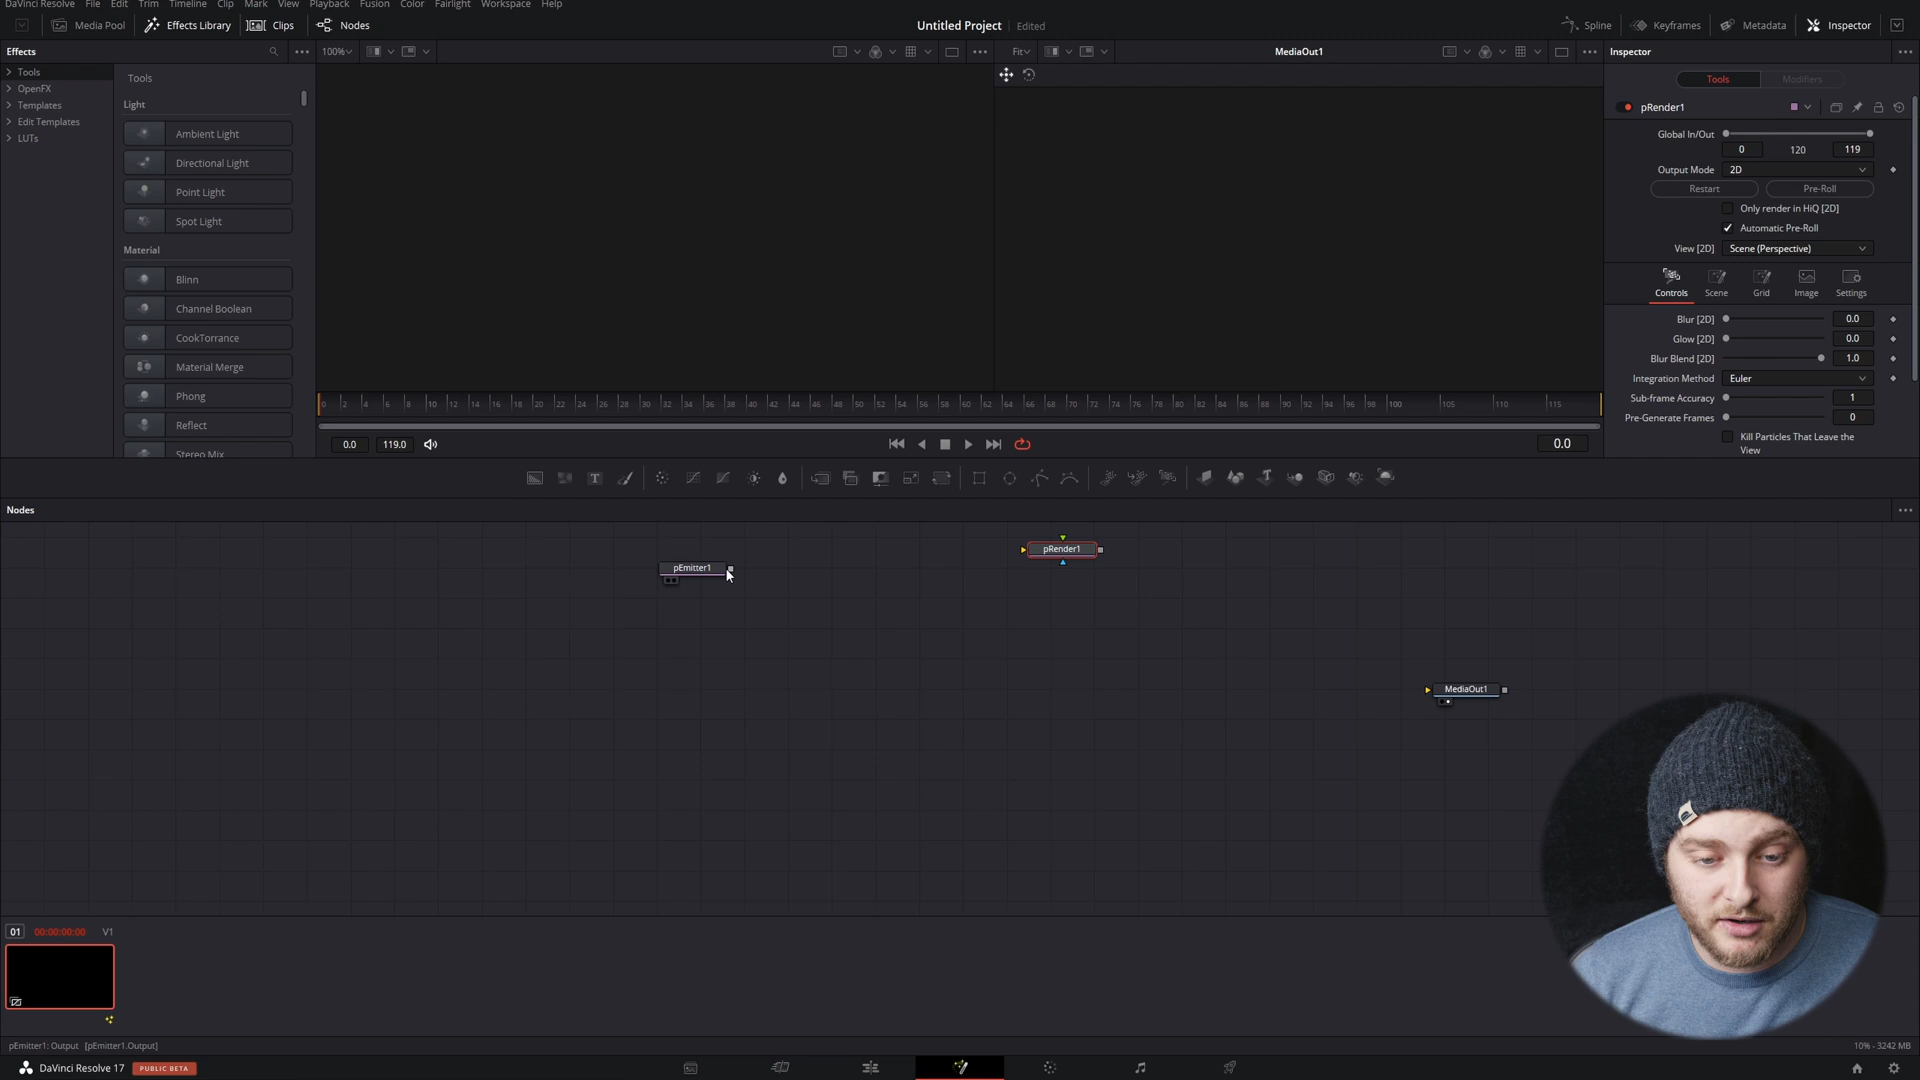 DaVinci Resolve File Edit Trim Timeline Clip Mark View Playback Fusion Color Fairlight Workspace Help
Media Pool Effects Library Clips Nodes Untitled Project Edited Spline Keyframes Metadata Inspector
Effects 100% Fit MediaOut1 Inspector
Tools
OpenFX
Templates
Edit Templates
LUTs
Tools
Light
Ambient Light
Directional Light
Point Light
Spot Light
Material
Blinn
Channel Boolean
CookTorrance
Material Merge
Phong
Reflect
Stereo Mix
0 2 4 6 8 10 12 14 16 18 20 22 24 26 28 30 32 34 36 38 40 42 44 46 48 50 52 54 56 58 60 62 64 66 68 70 72 74 76 78 80 82 84 86 88 90 92 94 96 98 100 105 110 115
0.0 119.0 0.0
Tools Modifiers
pRender1
Global In/Out
0 120 119
Output Mode 2D
Restart Pre-Roll
Only render in HiQ [2D]
Automatic Pre-Roll
View [2D] Scene (Perspective)
Controls Scene Grid Image Settings
Blur [2D] 0.0
Glow [2D] 0.0
Blur Blend [2D] 1.0
Integration Method Euler
Sub-frame Accuracy 1
Pre-Generate Frames 0
Kill Particles That Leave the
View
Nodes
pRender1
pEmitter1
MediaOut1
01 00:00:00:00 V1
pEmitter1: Output [pEmitter1.Output] 10% - 3242 MB
DaVinci Resolve 17 PUBLIC BETA